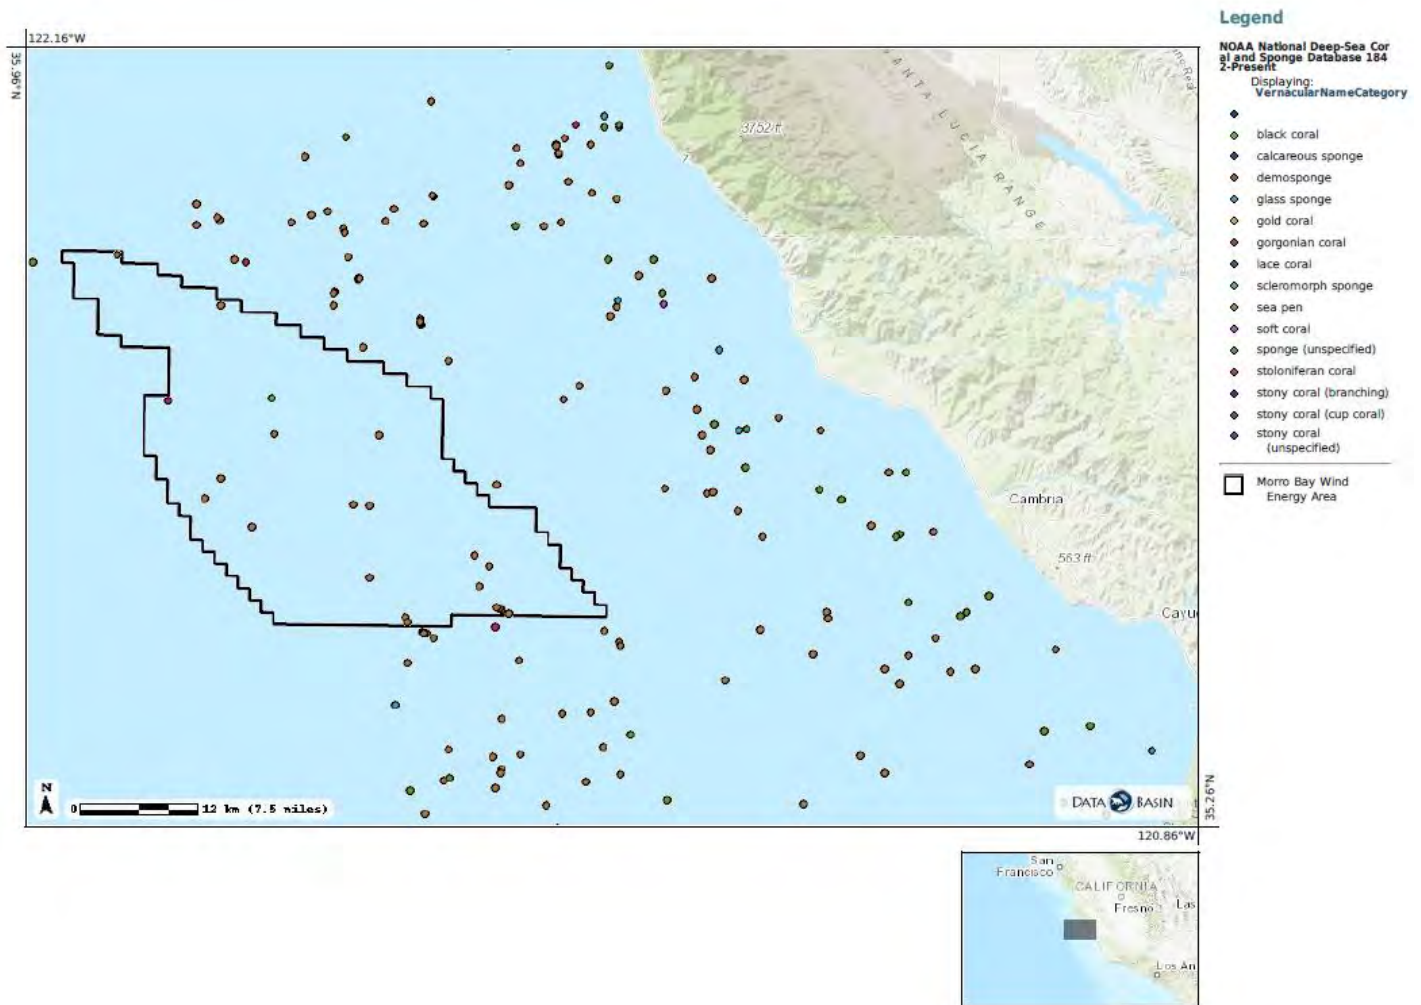 122.16°W
35.96°N
3752 ft
ANTA LUCIA RANGE
Cambria
563 ft
Cayu
N
0 12 km (7.5 miles)
DATA BASIN
35.26°N
120.86°W
Legend
NOAA National Deep-Sea Cor
al and Sponge Database 184
2-Present
Displaying:
VernacularNameCategory
black coral
calcareous sponge
demosponge
glass sponge
gold coral
gorgonian coral
lace coral
scleromorph sponge
sea pen
soft coral
sponge (unspecified)
stoloniferan coral
stony coral (branching)
stony coral (cup coral)
stony coral
(unspecified)
Morro Bay Wind
Energy Area
San
Francisco
CALIFORNIA
Fresno
Las
Los An